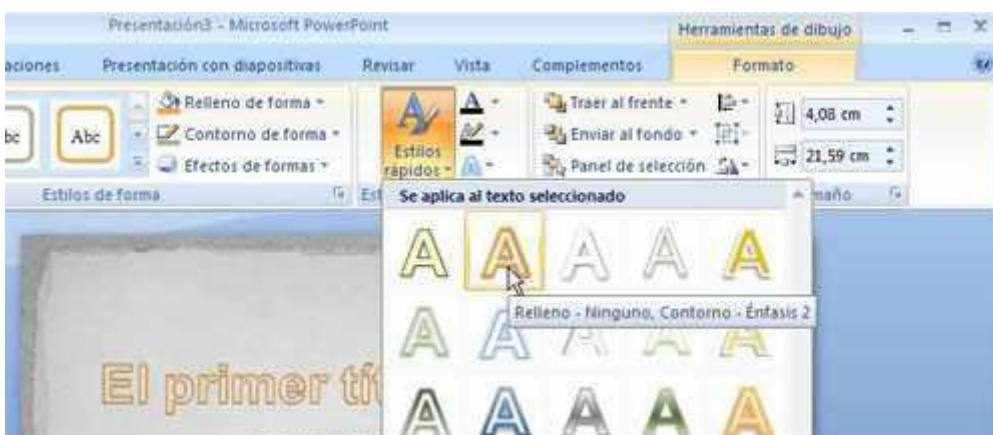 Presentación3 - Microsoft PowerPoint
Herramientas de dibujo
aciones Presentación con diapositivas Revisar Vista Complementos Formato
bc Abc
Relleno de forma
Contorno de forma
Efectos de formas
Estilos de forma
A
Estilos
rápidos
A
A
Est
Traer al frente
Enviar al fondo
Panel de selección
4,08 cm
21,59 cm
maño
Se aplica al texto seleccionado
A A A A A
Relleno - Ninguno, Contorno - Énfasis 2
A A A A A
A A A A A
El primer tít